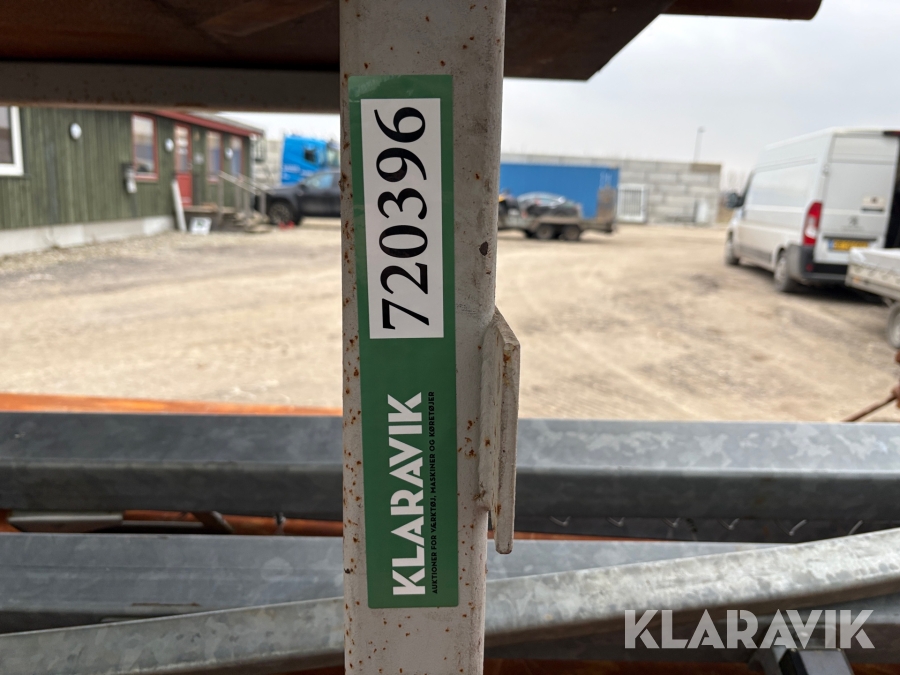 720396
KLARAVIK
AUKTIONER FOR VÆRKTØJ, MASKINER OG KØRETØJER
KLARAVIK